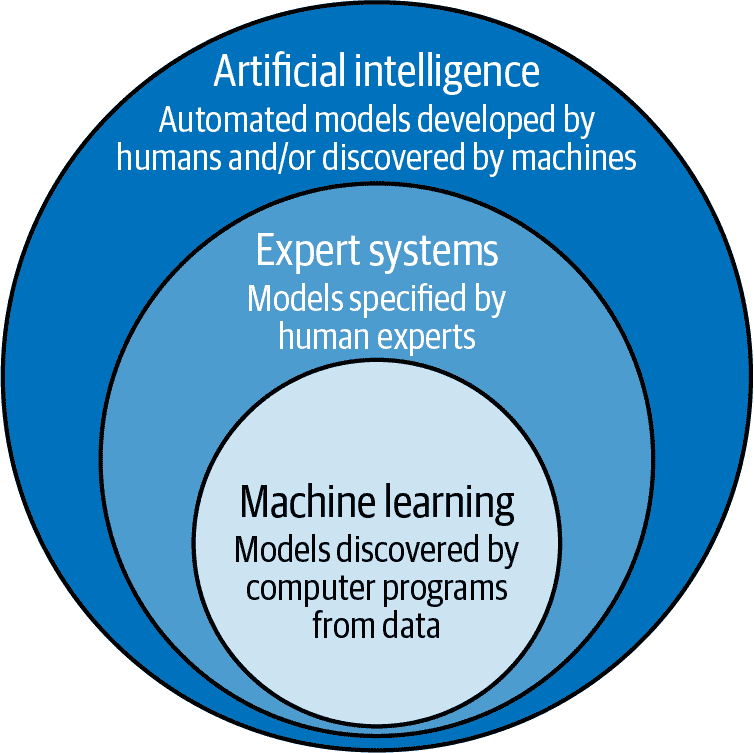 Artificial intelligence
Automated models developed by
humans and/or discovered by machines
Expert systems
Models specified by
human experts
Machine learning
Models discovered by
computer programs
from data